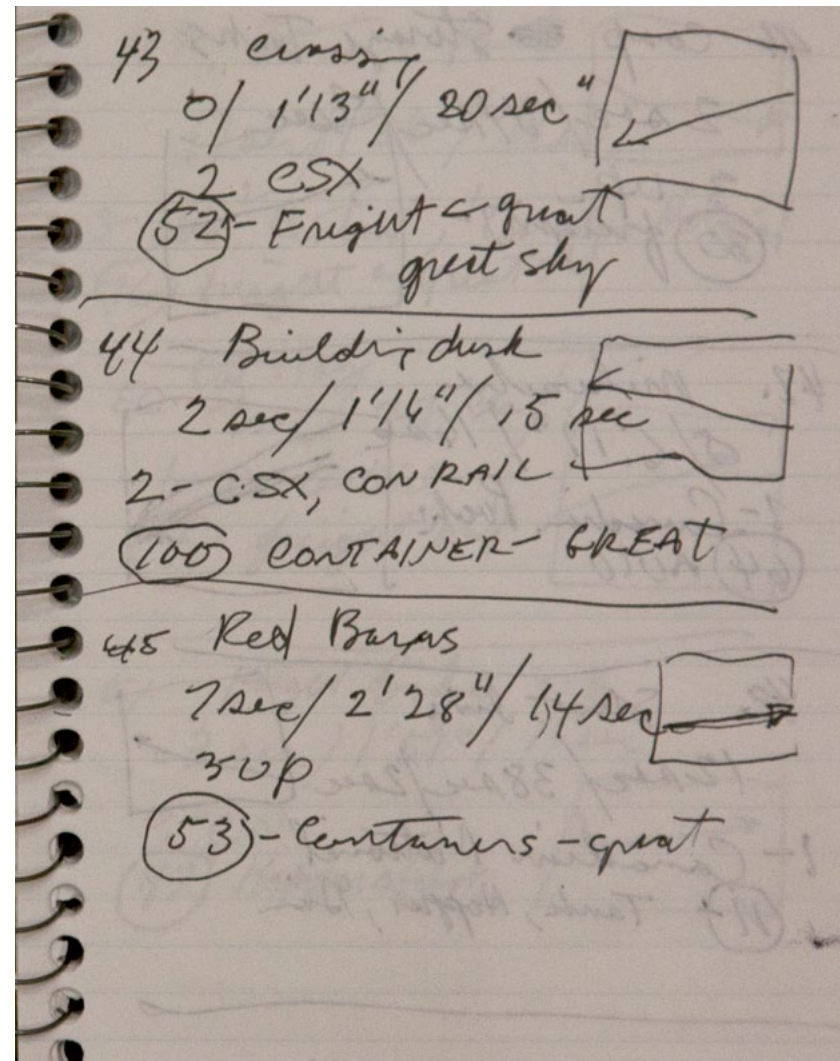 43 Crossing
0/ 1'13"/ 20 sec"
2 CSX
52 - Freight - great
great sky
44 Building dusk
2 sec/ 1'14"/ 15 sec
2 - CSX, CONRAIL
100 CONTAINER - GREAT
45 Red Barns
7 sec/ 2'28"/ 14 sec
3 UP
53 - Containers - great